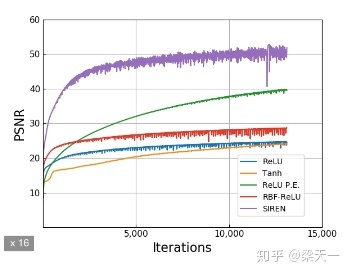 60
50
40
30
20
10
PSNR
ReLU
Tanh
ReLU P.E.
RBF-ReLU
SIREN
5,000 10,000 15,000
Iterations
x 16
知乎 @梁天一